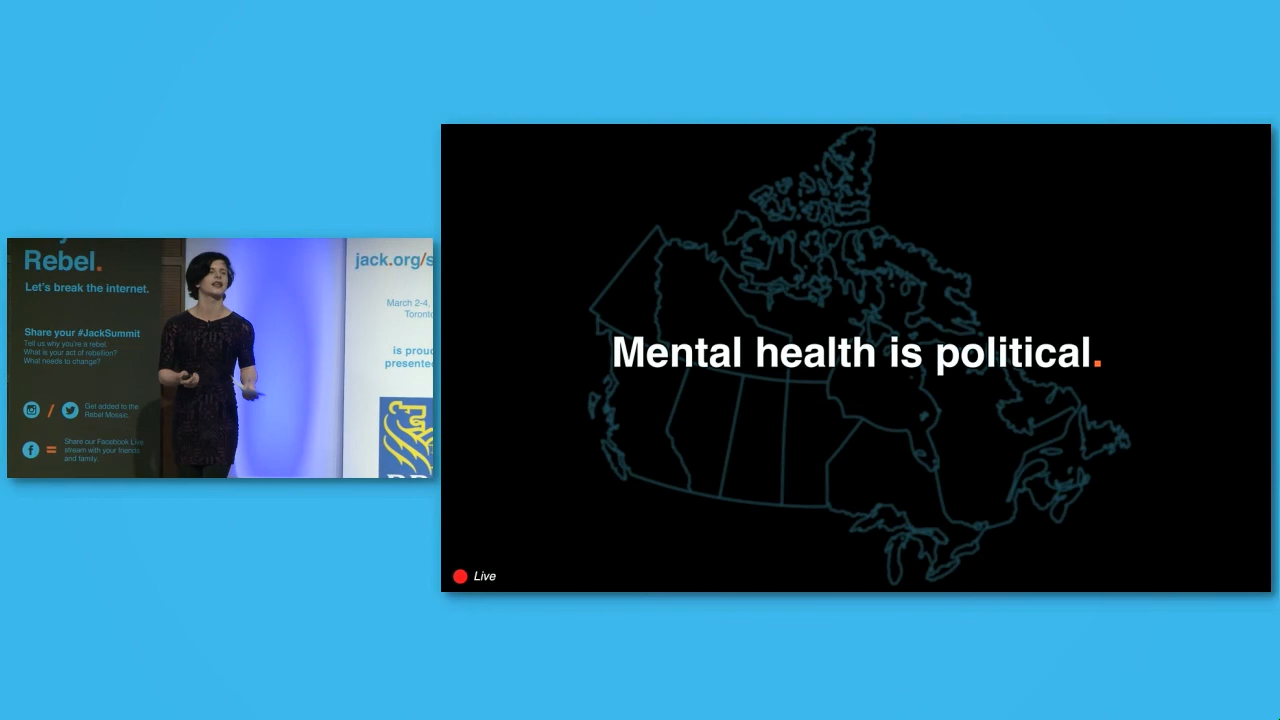 Rebel.
Let's break the internet.
Share your #JackSummit
Tell us why you're a rebel.
What is your act of rebellion?
What needs to change?
/
Get added to the
Rebel Mosaic.
=
Share our Facebook Live
stream with your friends
and family.
jack.org/s
March 2-4,
Toronto
is proud
presente
Mental health is political.
Live